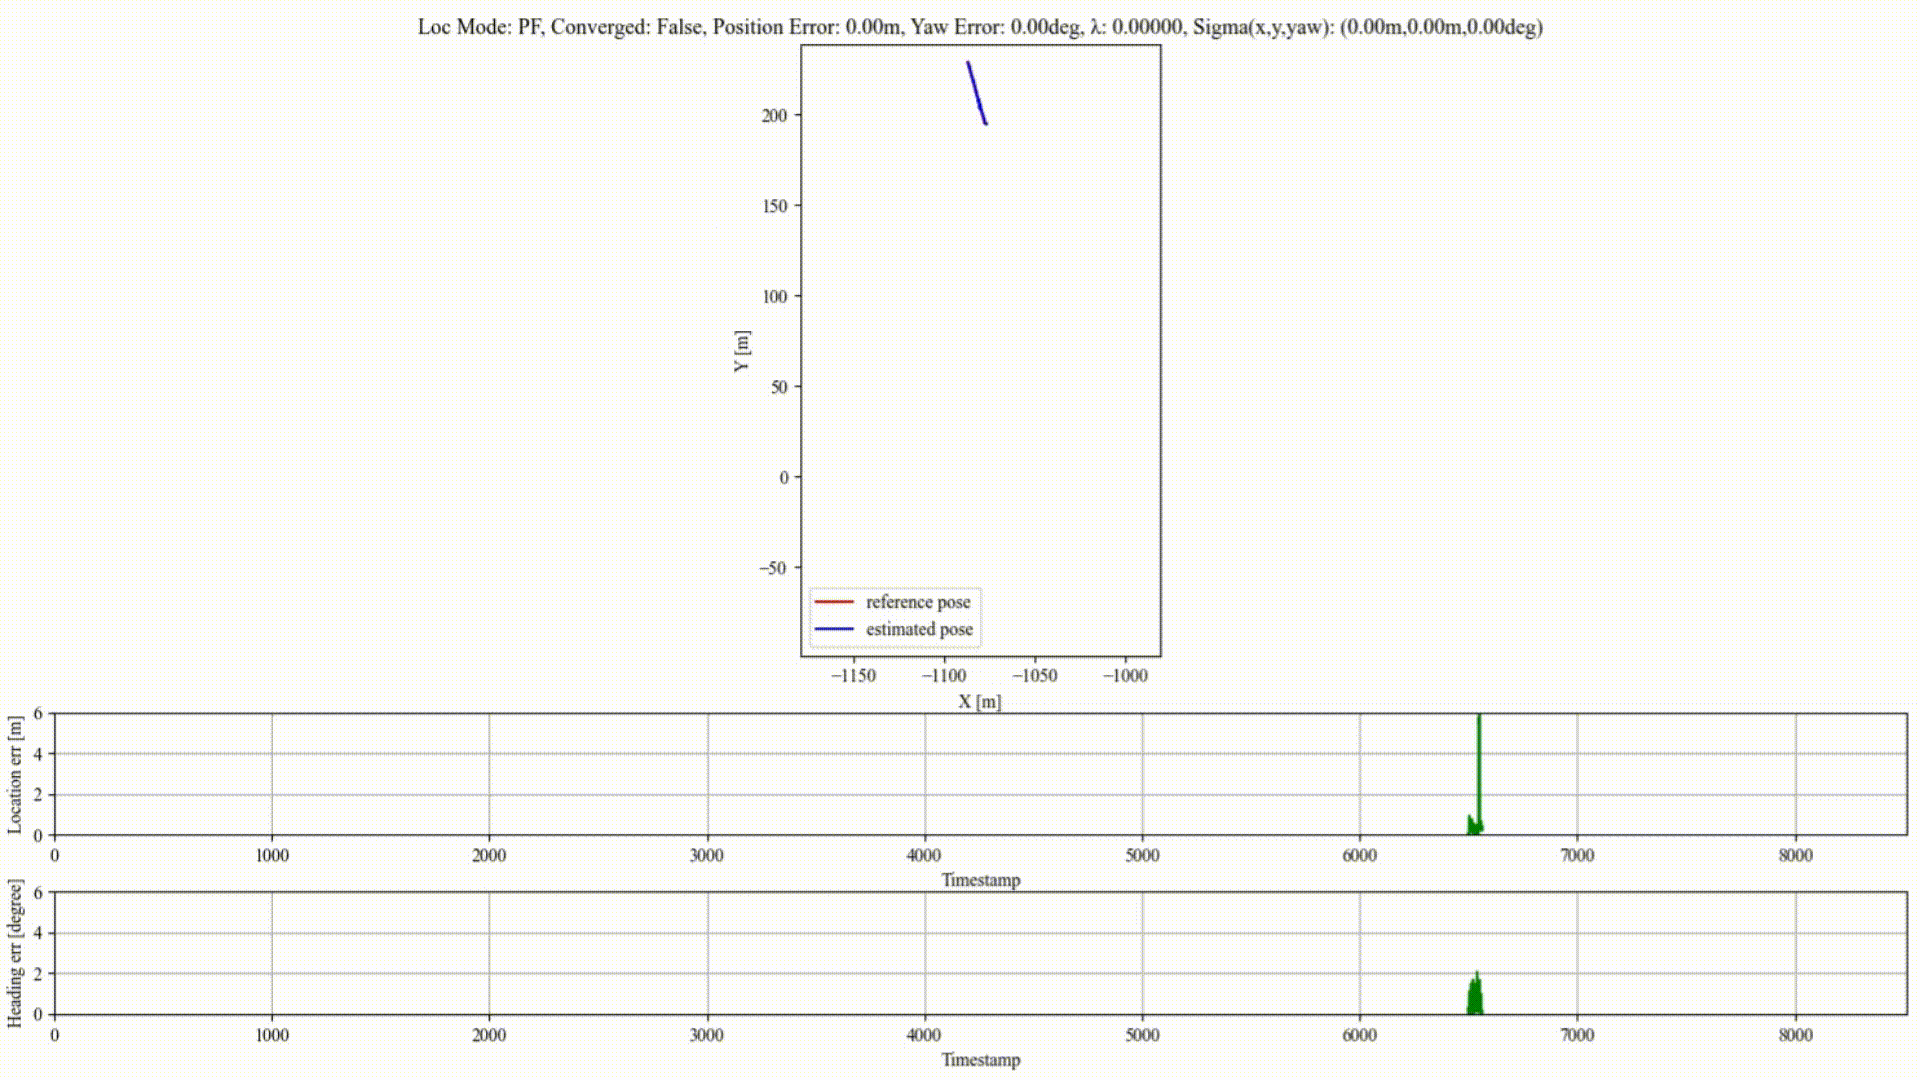 Loc Mode: PF, Converged: False, Position Error: 0.00m, Yaw Error: 0.00deg, λ: 0.00000, Sigma(x,y,yaw): (0.00m,0.00m,0.00deg)
200
150
100
50
0
−50
Y [m]
reference pose
estimated pose
−1150 −1100 −1050 −1000
X [m]
Location err [m]
6
4
2
0
0 1000 2000 3000 4000 5000 6000 7000 8000
Timestamp
Heading err [degree]
6
4
2
0
0 1000 2000 3000 4000 5000 6000 7000 8000
Timestamp